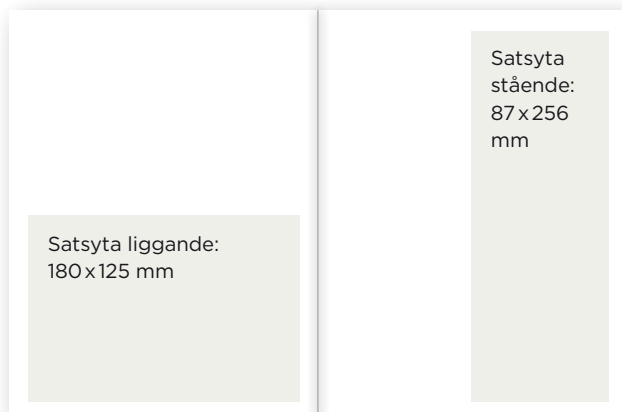 Satsyta liggande:
180 x 125 mm
Satsyta
stående:
87 x 256
mm